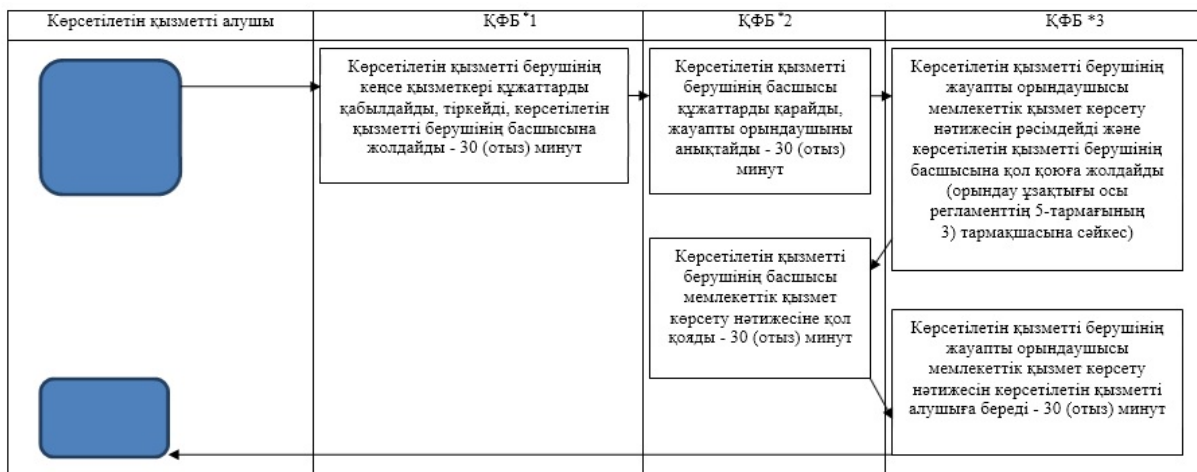 Көрсетілетін қызметті алушы
ҚФБ *1
ҚФБ *2
ҚФБ *3
Көрсетілетін қызметті берушінің
кеңсе қызметкері құжаттарды
қабылдайды, тіркейді, көрсетілетін
қызметті берушінің басшысына
жолдайды - 30 (отыз) минут
Көрсетілетін қызметті
берушінің басшысы
құжаттарды қарайды,
жауапты орындаушыны
анықтайды - 30 (отыз)
минут
Көрсетілетін қызметті берушінің
жауапты орындаушысы
мемлекеттік қызмет көрсету
нәтижесін рәсімдейді және
көрсетілетін қызметті берушінің
басшысына қол қоюға жолдайды
(орындау ұзақтығы осы
регламенттің 5-тармағының
3) тармақшасына сәйкес)
Көрсетілетін қызметті
берушінің басшысы
мемлекеттік қызмет
көрсету нәтижесіне қол
қояды - 30 (отыз) минут
Көрсетілетін қызметті берушінің
жауапты орындаушысы
мемлекеттік қызмет көрсету
нәтижесін көрсетілетін қызметті
алушыға береді - 30 (отыз) минут